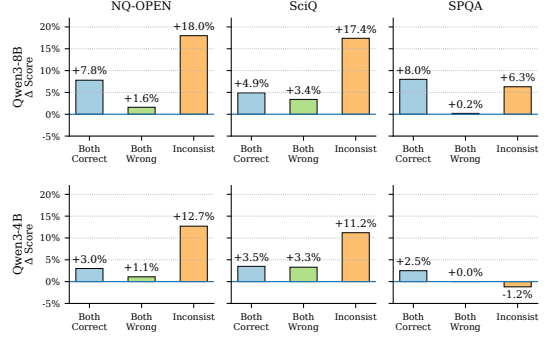 NQ-OPEN SciQ SPQA
Qwen3-8B
Δ Score
20%
15%
10%
5%
0%
-5%
+7.8% +1.6% +18.0%
+4.9% +3.4% +17.4%
+8.0% +0.2% +6.3%
Both Correct Both Wrong Inconsist
Both Correct Both Wrong Inconsist
Both Correct Both Wrong Inconsist
Qwen3-4B
Δ Score
20%
15%
10%
5%
0%
-5%
+3.0% +1.1% +12.7%
+3.5% +3.3% +11.2%
+2.5% +0.0% -1.2%
Both Correct Both Wrong Inconsist
Both Correct Both Wrong Inconsist
Both Correct Both Wrong Inconsist